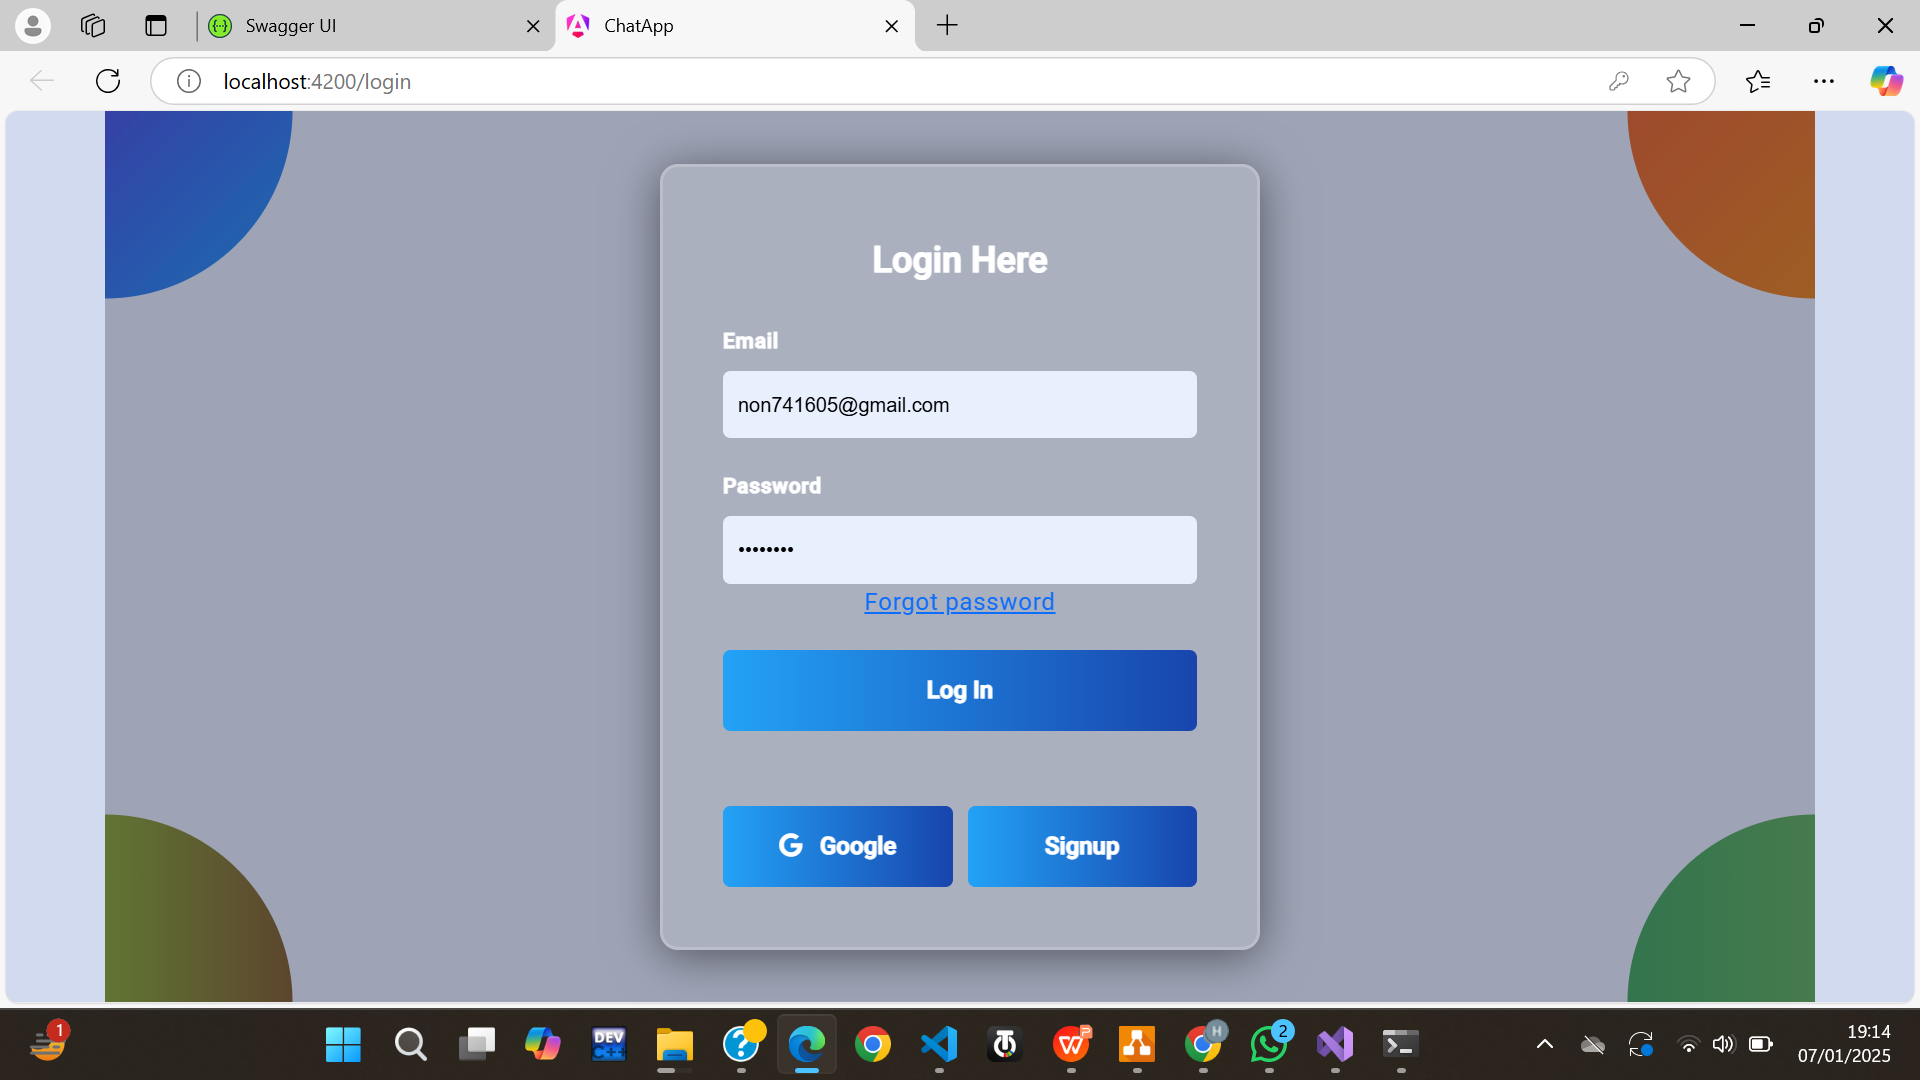 Swagger UI
ChatApp
localhost:4200/login
Login Here
Email
non741605@gmail.com
Password
••••••••
Forgot password
Log In
G Google
Signup
1
DEV
C++
?
P
W
H
2
19:14
07/01/2025